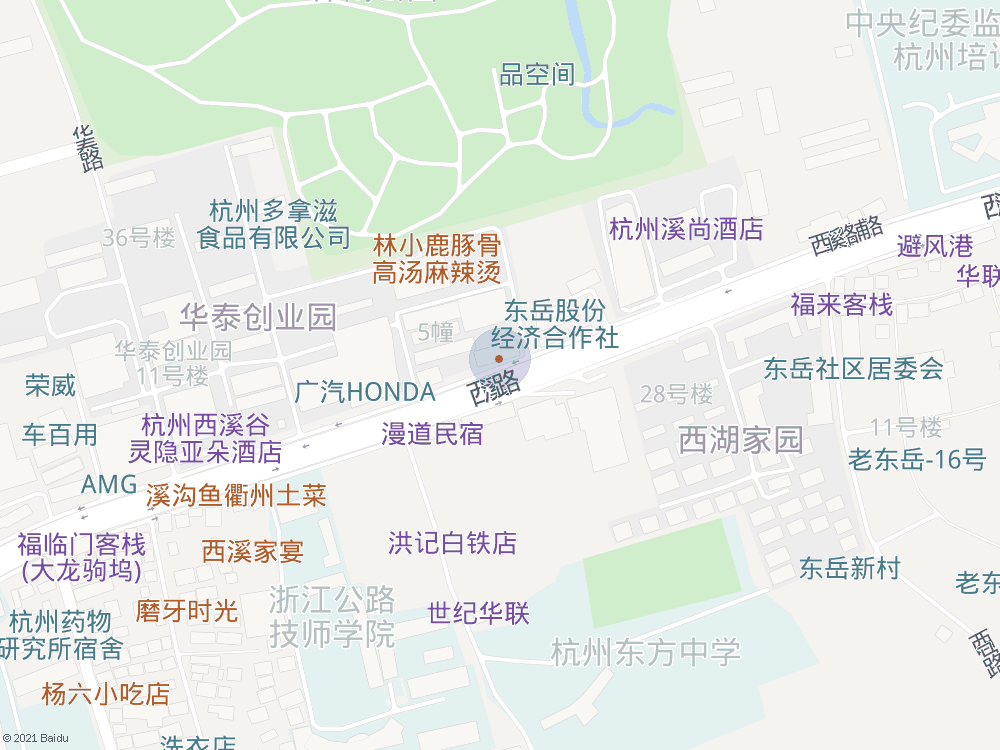 中央纪委监
杭州培训
品空间
华泰路
杭州多拿滋
食品有限公司
36号楼
林小鹿豚骨
高汤麻辣烫
杭州溪尚酒店
西溪路辅路
避风港
华联
福来客栈
华泰创业园
东岳股份
经济合作社
5幢
华泰创业园
11号楼
荣威
广汽HONDA
西溪路
28号楼
东岳社区居委会
杭州西溪谷
灵隐亚朵酒店
车百用
漫道民宿
西湖家园
11号楼
老东岳-16号
AMG
溪沟鱼衢州土菜
福临门客栈
(大龙驹坞)
西溪家宴
洪记白铁店
东岳新村
老东
磨牙时光
浙江公路
技师学院
世纪华联
杭州药物
研究所宿舍
杭州东方中学
杨六小吃店
洗衣店
© 2021 Baidu